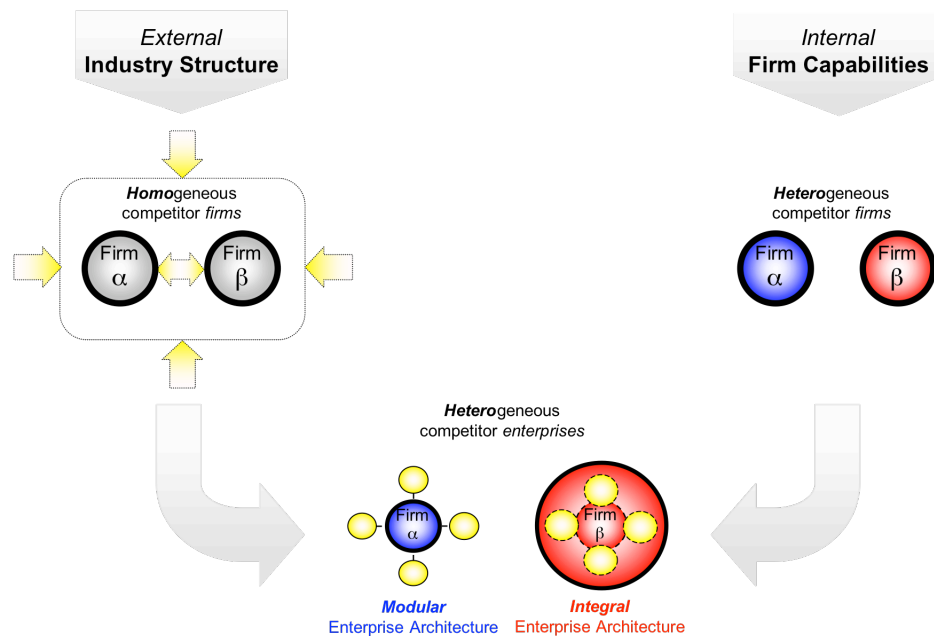 External
Industry Structure
Internal
Firm Capabilities
Homogeneous
competitor firms
Firm
α
Firm
β
Heterogeneous
competitor firms
Firm
α
Firm
β
Heterogeneous
competitor enterprises
Firm
α
Firm
β
Modular
Enterprise Architecture
Integral
Enterprise Architecture